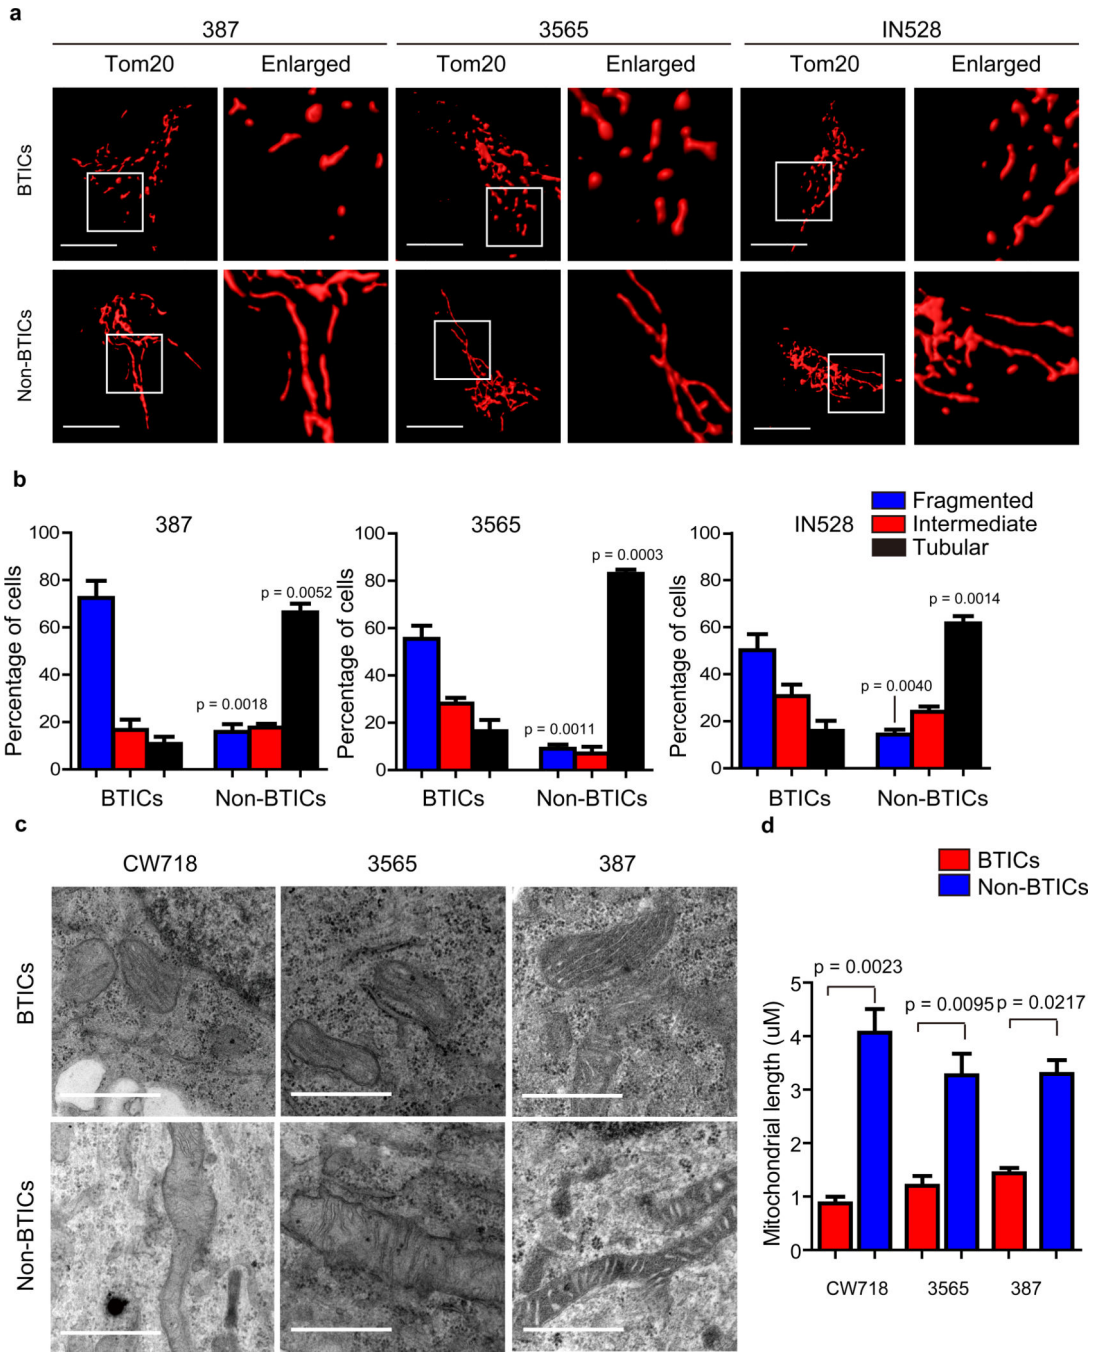 a
387
3565
IN528
Tom20
Enlarged
Tom20
Enlarged
Tom20
Enlarged
BTICs
Non-BTICs
b
Fragmented
Intermediate
Tubular
387
3565
IN528
Percentage of cells
100
80
60
40
20
0
p = 0.0018
p = 0.0052
BTICs
Non-BTICs
Percentage of cells
100
80
60
40
20
0
p = 0.0011
p = 0.0003
BTICs
Non-BTICs
Percentage of cells
100
80
60
40
20
0
p = 0.0040
p = 0.0014
BTICs
Non-BTICs
c
CW718
3565
387
BTICs
Non-BTICs
d
BTICs
Non-BTICs
Mitochondrial length (uM)
5
4
3
2
1
0
p = 0.0023
p = 0.0095
p = 0.0217
CW718
3565
387